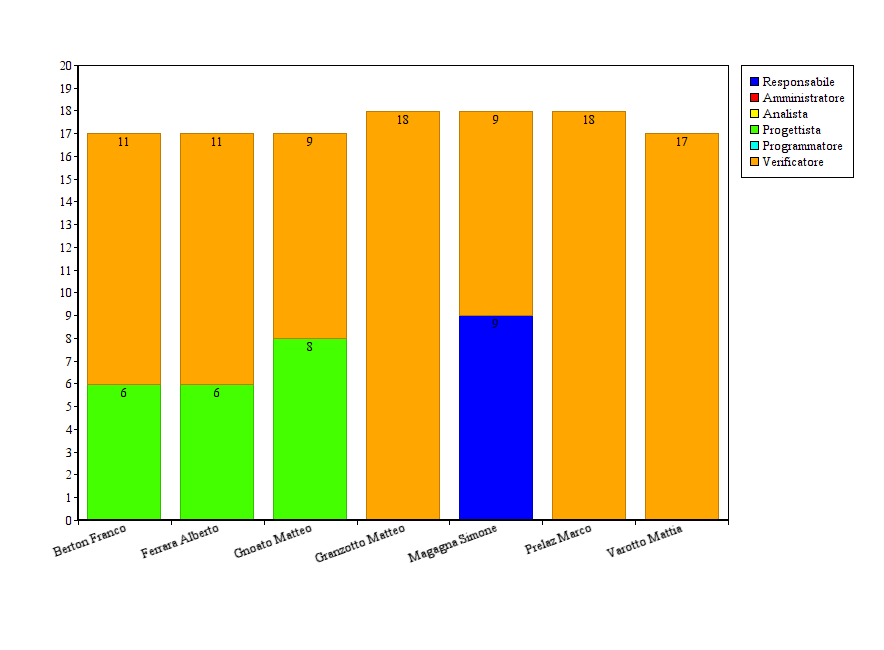 20
19
18
17
16
15
14
13
12
11
10
9
8
7
6
5
4
3
2
1
0
11
11
9
18
9
18
17
6
6
8
9
Berton Franco
Ferrara Alberto
Gnoato Matteo
Granzotto Matteo
Magagna Simone
Prelaz Marco
Varotto Mattia
Responsabile
Amministratore
Analista
Progettista
Programmatore
Verificatore